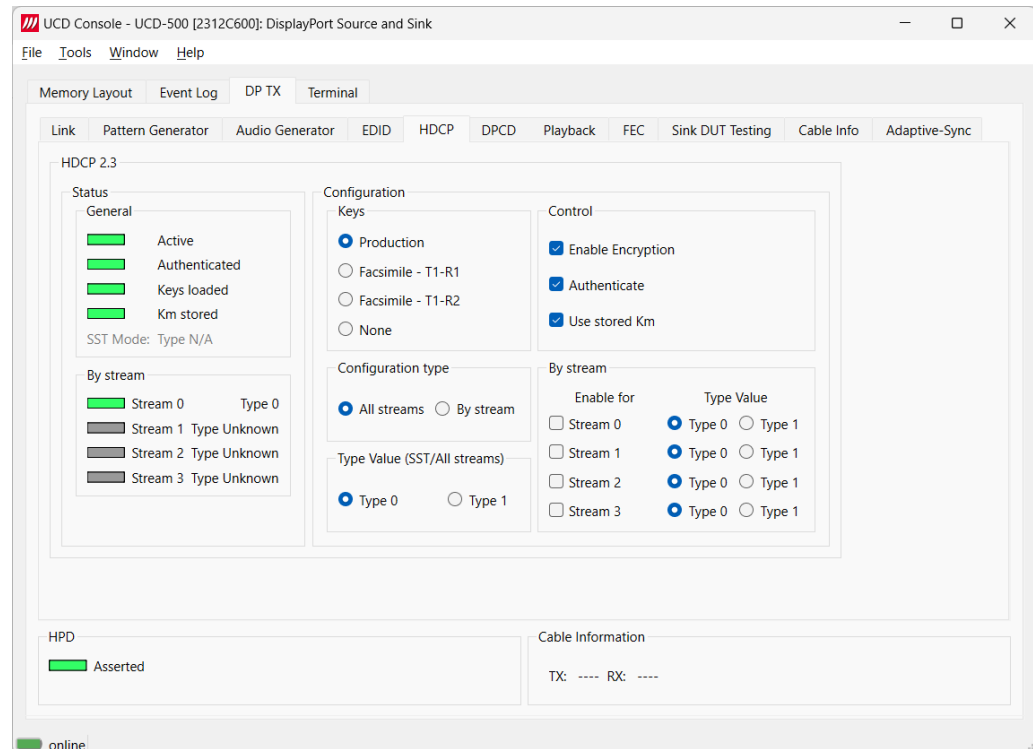 UCD Console - UCD-500 [2312C600]: DisplayPort Source and Sink
File Tools Window Help
Memory Layout Event Log DP TX Terminal
Link Pattern Generator Audio Generator EDID HDCP DPCD Playback FEC Sink DUT Testing Cable Info Adaptive-Sync
HDCP 2.3
Status
General
Active
Authenticated
Keys loaded
Km stored
SST Mode: Type N/A
By stream
Stream 0 Type 0
Stream 1 Type Unknown
Stream 2 Type Unknown
Stream 3 Type Unknown
Configuration
Keys
Production
Facsimile - T1-R1
Facsimile - T1-R2
None
Control
Enable Encryption
Authenticate
Use stored Km
Configuration type
All streams By stream
Type Value (SST/All streams)
Type 0 Type 1
By stream
Enable for Type Value
Stream 0 Type 0 Type 1
Stream 1 Type 0 Type 1
Stream 2 Type 0 Type 1
Stream 3 Type 0 Type 1
HPD
Asserted
Cable Information
TX: ---- RX: ----
online